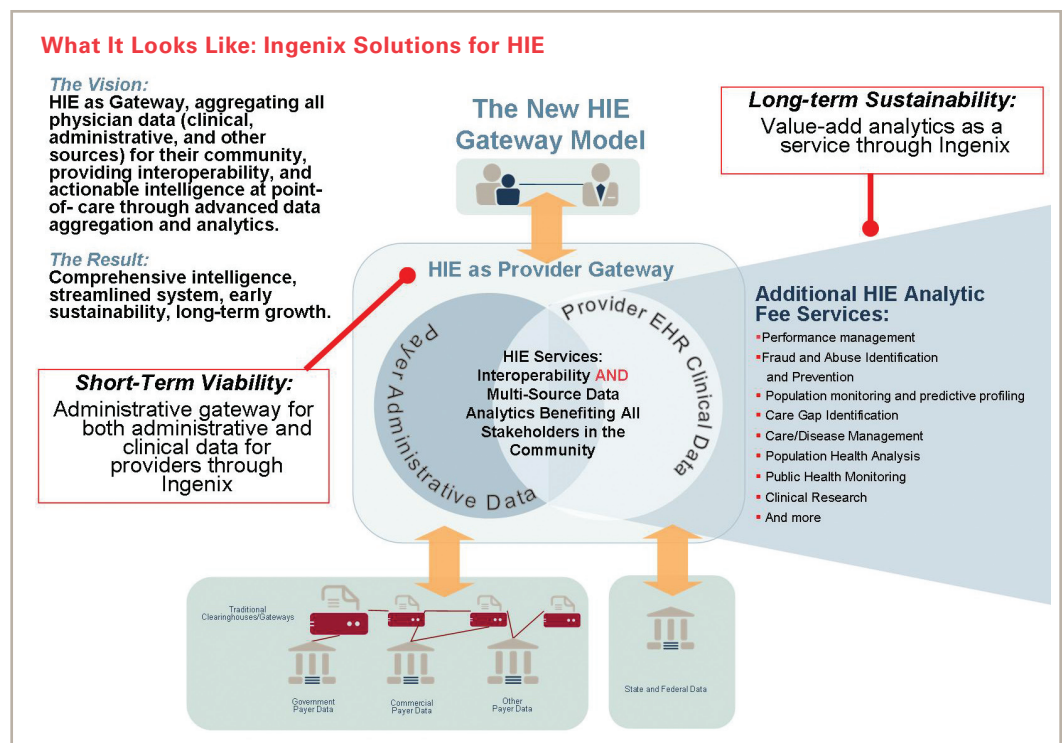 What It Looks Like: Ingenix Solutions for HIE
The Vision:
HIE as Gateway, aggregating all
physician data (clinical,
administrative, and other
sources) for their community,
providing interoperability, and
actionable intelligence at point-
of- care through advanced data
aggregation and analytics.
The Result:
Comprehensive intelligence,
streamlined system, early
sustainability, long-term growth.
Short-Term Viability:
Administrative gateway for
both administrative and
clinical data for
providers through
Ingenix
The New HIE
Gateway Model
HIE as Provider Gateway
Payer Administrative Data
Provider EHR Clinical Data
HIE Services:
Interoperability AND
Multi-Source Data
Analytics Benefiting All
Stakeholders in the
Community
Long-term Sustainability:
Value-add analytics as a
service through Ingenix
Additional HIE Analytic
Fee Services:
▪ Performance management
▪ Fraud and Abuse Identification
and Prevention
▪ Population monitoring and predictive profiling
▪ Care Gap Identification
▪ Care/Disease Management
▪ Population Health Analysis
▪ Public Health Monitoring
▪ Clinical Research
▪ And more
Traditional
Clearinghouses/Gateways
Government
Payer Data
Commercial
Payer Data
Other
Payer Data
State and Federal Data